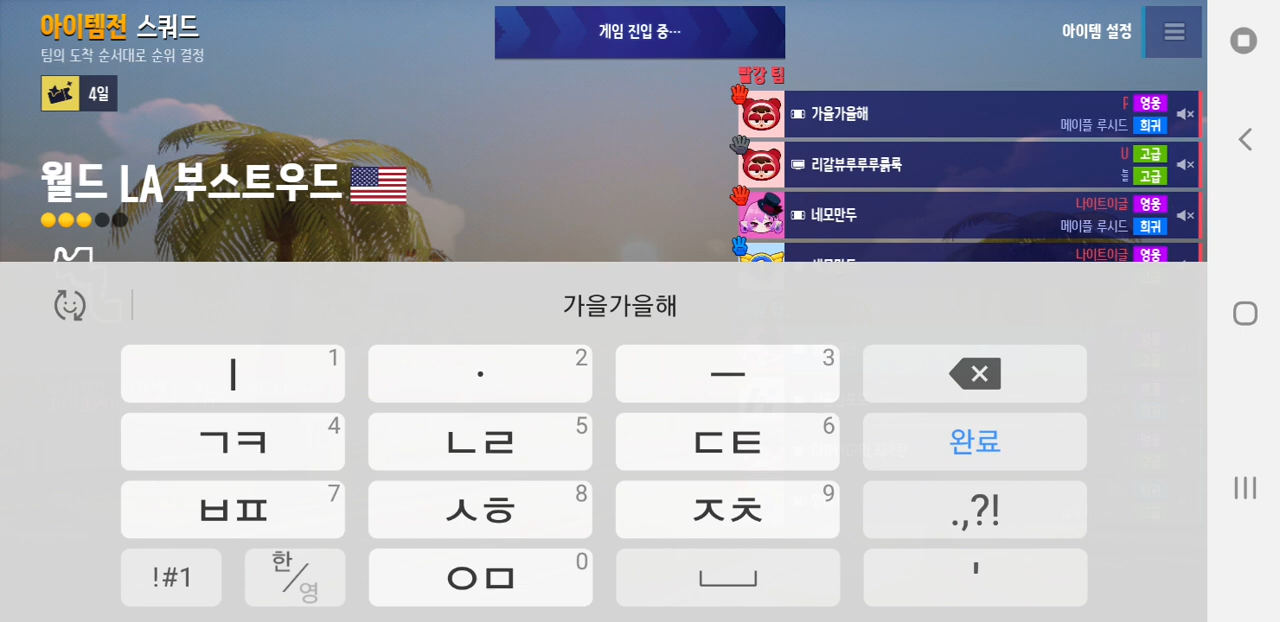 아이템전 스쿼드
팀의 도착 순서대로 순위 결정
4일
게임 진입 중...
아이템 설정
빨강 팀
월드 LA 부스트우드
가을가을해
영웅
메이플 루시드 희귀
리갈뷰루루루룱룩
고급
고급
네모만두
나이트이글 영웅
메이플 루시드 희귀
나이트이글 영웅
가을가을해
ㅣ 1
· 2
ㅡ 3
ㄱㅋ 4
ㄴㄹ 5
ㄷㅌ 6
완료
ㅂㅍ 7
ㅅㅎ 8
ㅈㅊ 9
.,?!
!#1
한/영
ㅇㅁ 0
'